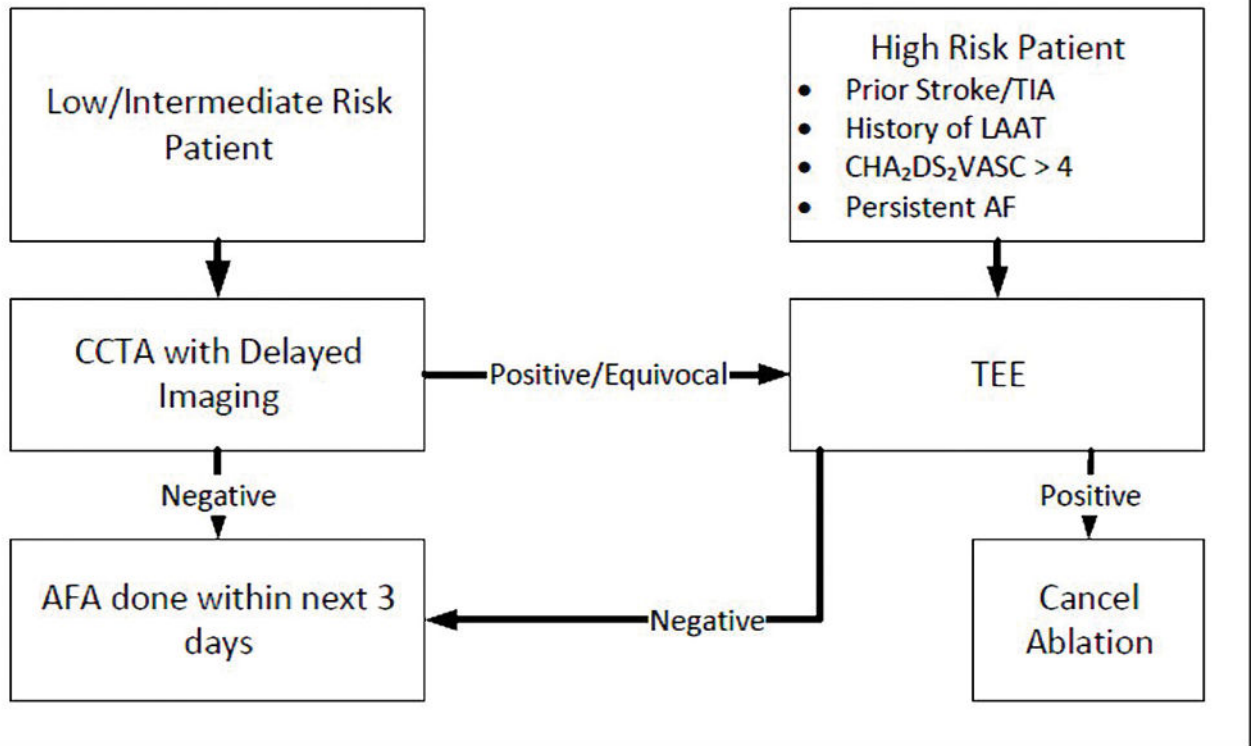 Low/Intermediate Risk
Patient
High Risk Patient
• Prior Stroke/TIA
• History of LAAT
• CHA₂DS₂VASC > 4
• Persistent AF
CCTA with Delayed
Imaging
Positive/Equivocal
TEE
Negative
Positive
AFA done within next 3
days
Negative
Cancel
Ablation